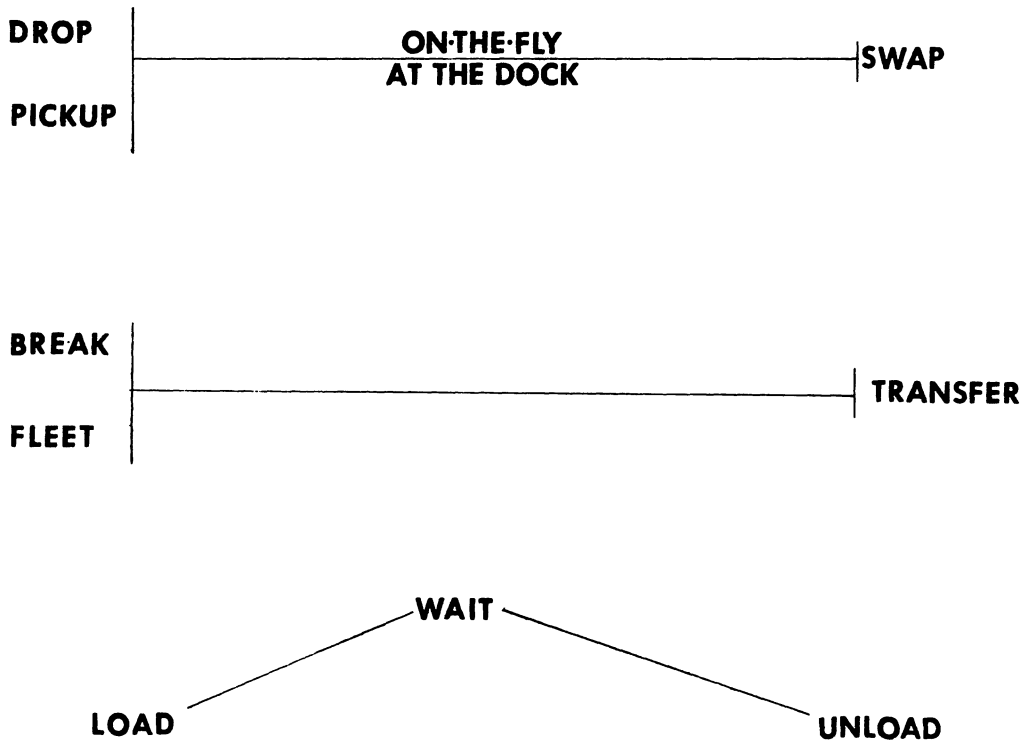 DROP
ON·THE·FLY
AT THE DOCK
SWAP
PICKUP
BREAK
TRANSFER
FLEET
WAIT
LOAD
UNLOAD